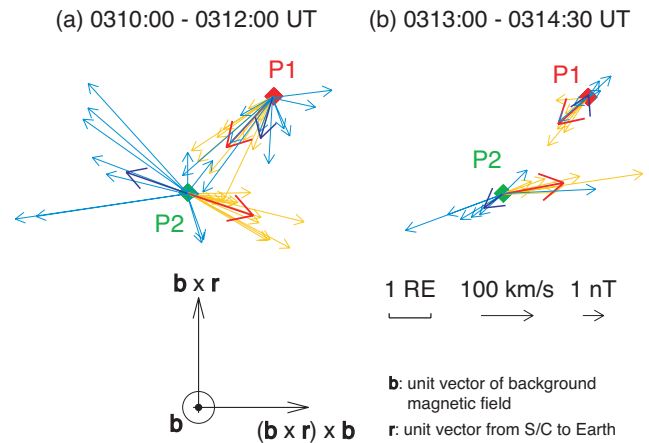 (a) 0310:00 - 0312:00 UT
(b) 0313:00 - 0314:30 UT
P1
P2
P1
P2
b x r
b
(b x r) x b
1 RE
100 km/s
1 nT
b: unit vector of background
magnetic field
r: unit vector from S/C to Earth